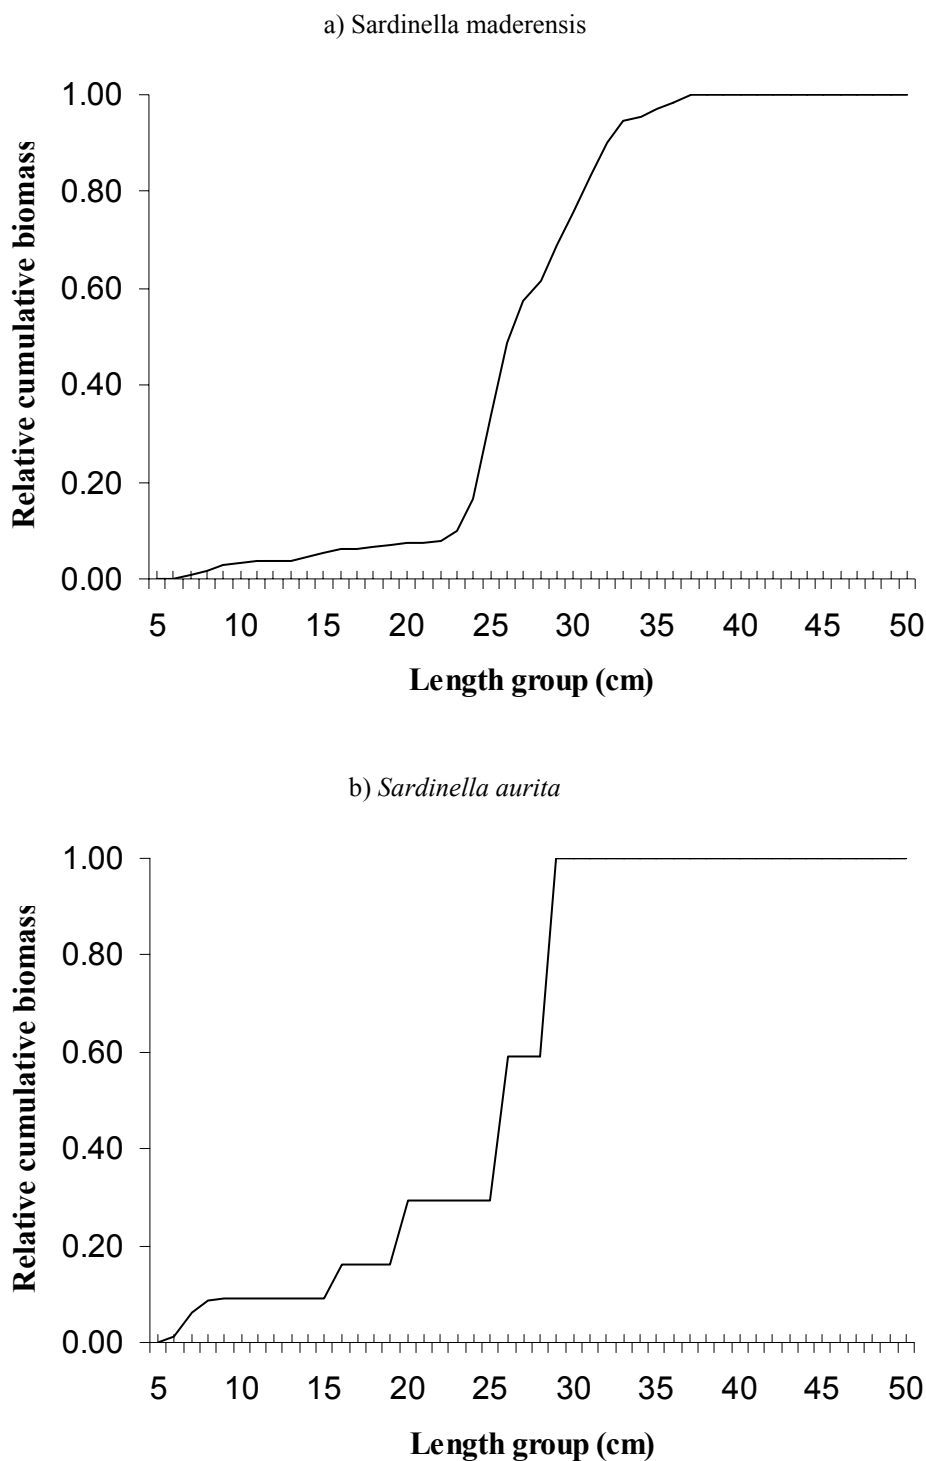 a) Sardinella maderensis
1.00
0.80
0.60
0.40
0.20
0.00
Relative cumulative biomass
5 10 15 20 25 30 35 40 45 50
Length group (cm)
b) Sardinella aurita
1.00
0.80
0.60
0.40
0.20
0.00
Relative cumulative biomass
5 10 15 20 25 30 35 40 45 50
Length group (cm)